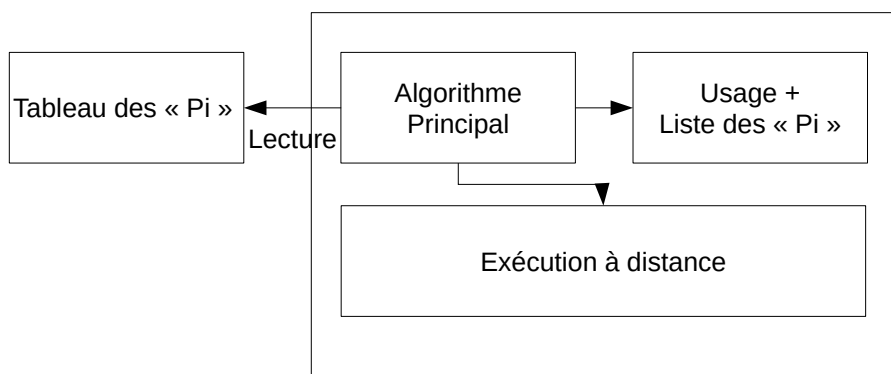 Tableau des « Pi »
Lecture
Algorithme
Principal
Usage +
Liste des « Pi »
Exécution à distance